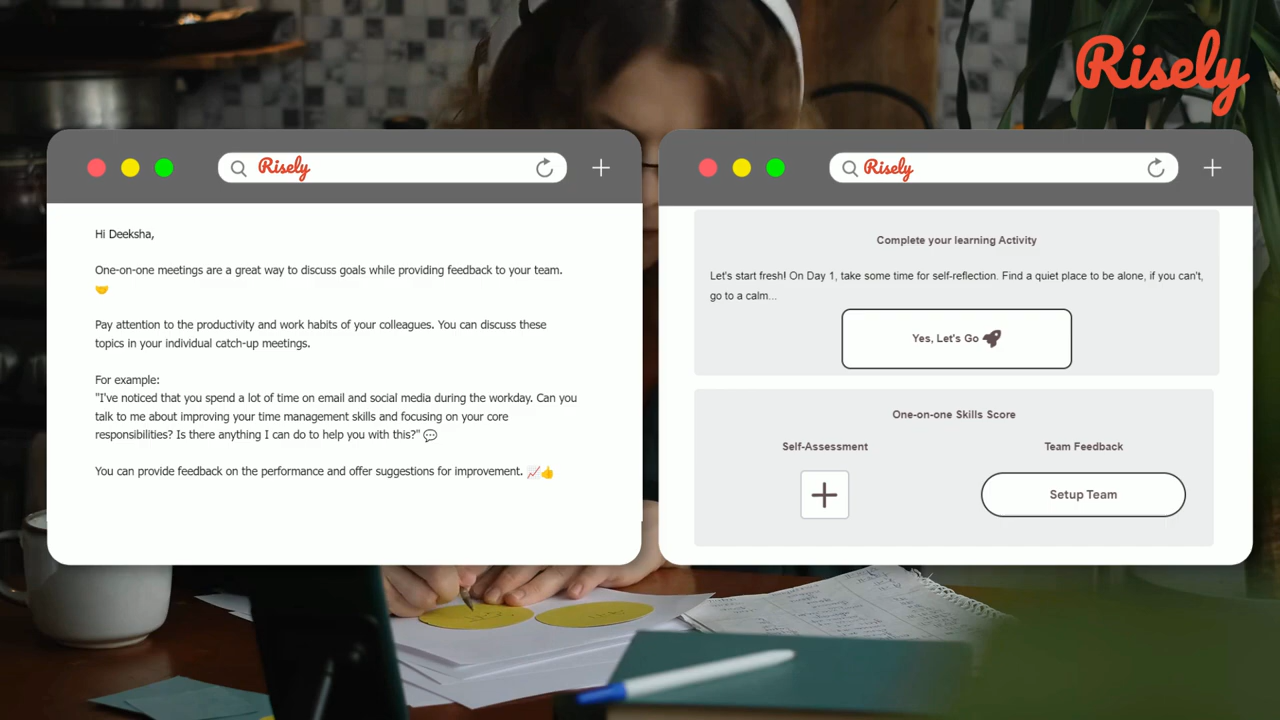 Risely
Risely
Hi Deeksha,
One-on-one meetings are a great way to discuss goals while providing feedback to your team.
🤝
Pay attention to the productivity and work habits of your colleagues. You can discuss these
topics in your individual catch-up meetings.
For example:
"I've noticed that you spend a lot of time on email and social media during the workday. Can you
talk to me about improving your time management skills and focusing on your core
responsibilities? Is there anything I can do to help you with this?" 💬
You can provide feedback on the performance and offer suggestions for improvement. 📈👍
Risely
Complete your learning Activity
Let's start fresh! On Day 1, take some time for self-reflection. Find a quiet place to be alone, if you can't,
go to a calm...
Yes, Let's Go 🚀
One-on-one Skills Score
Self-Assessment
Team Feedback
Setup Team